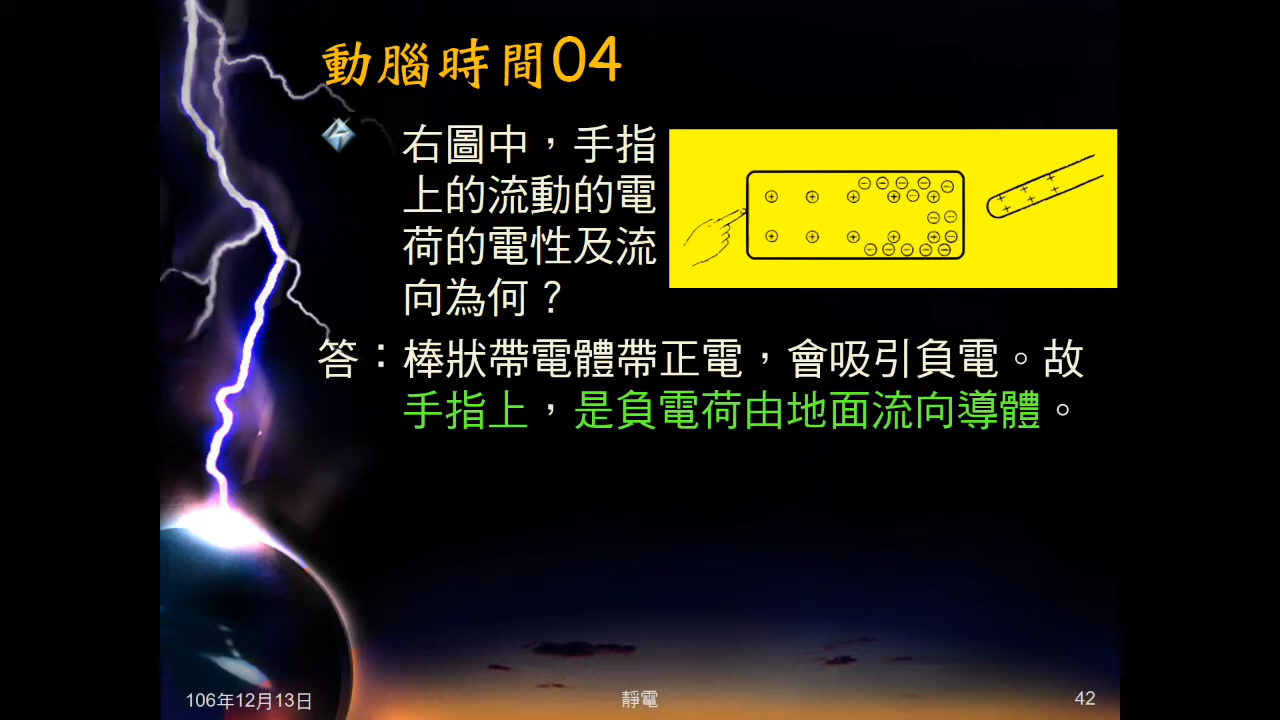 動腦時間04
右圖中，手指
上的流動的電
荷的電性及流
向為何？
答：棒狀帶電體帶正電，會吸引負電。故
手指上，是負電荷由地面流向導體。
106年12月13日
靜電
42